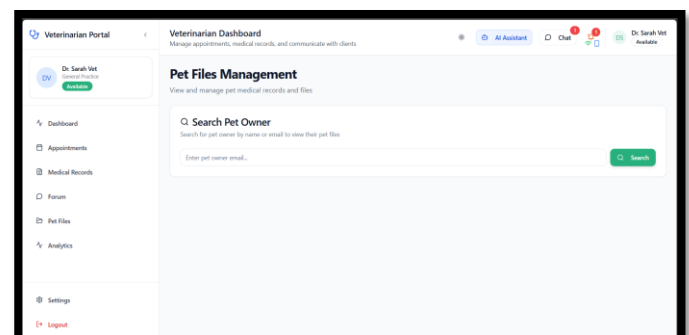 Veterinarian Portal
DV
Dr. Sarah Vet
General Practice
Available
Dashboard
Appointments
Medical Records
Forum
Pet Files
Analytics
Settings
Logout
Veterinarian Dashboard
Manage appointments, medical records, and communicate with clients
AI Assistant
Chat
1
1
DS
Dr. Sarah Vet
Available
Pet Files Management
View and manage pet medical records and files
Search Pet Owner
Search for pet owner by name or email to view their pet files
Enter pet owner email...
Search